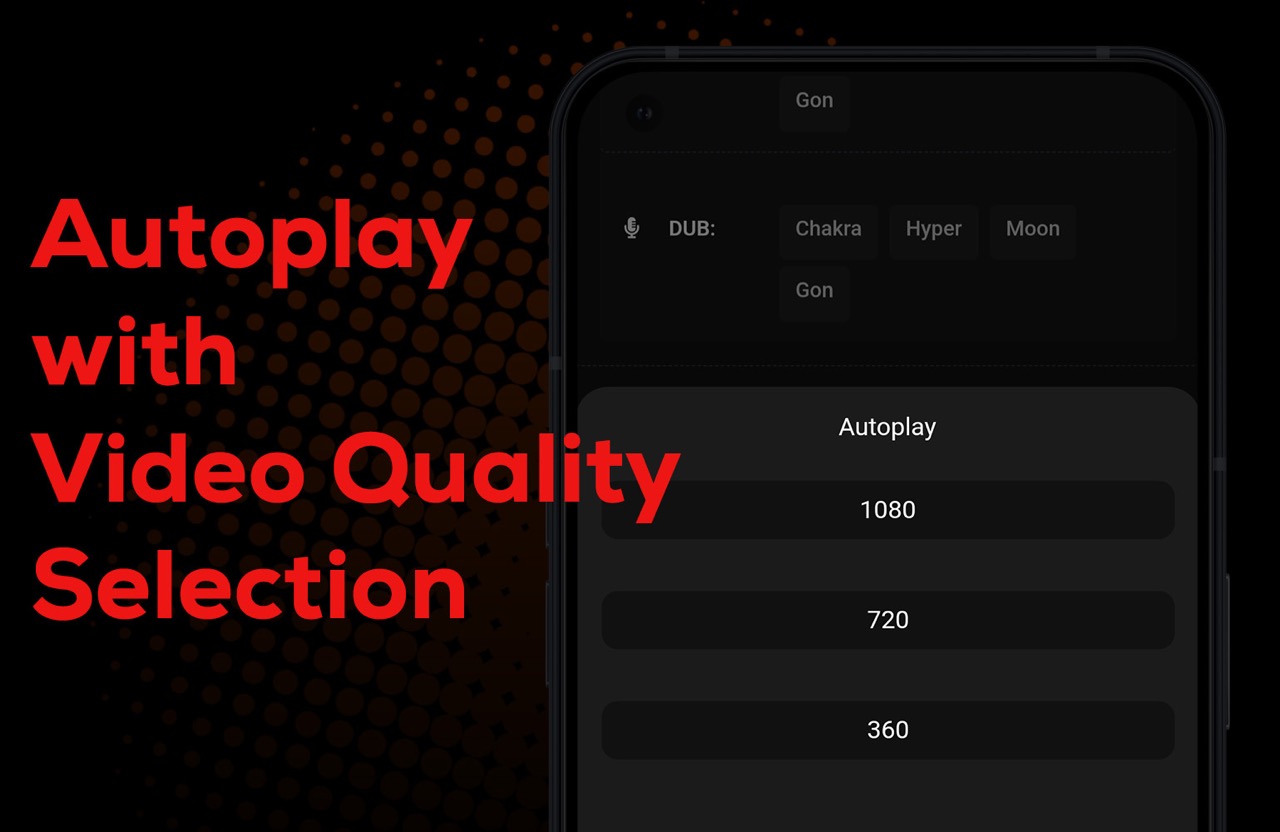 Autoplay
with
Video Quality
Selection
Gon
DUB: Chakra Hyper Moon
Gon
Autoplay
1080
720
360